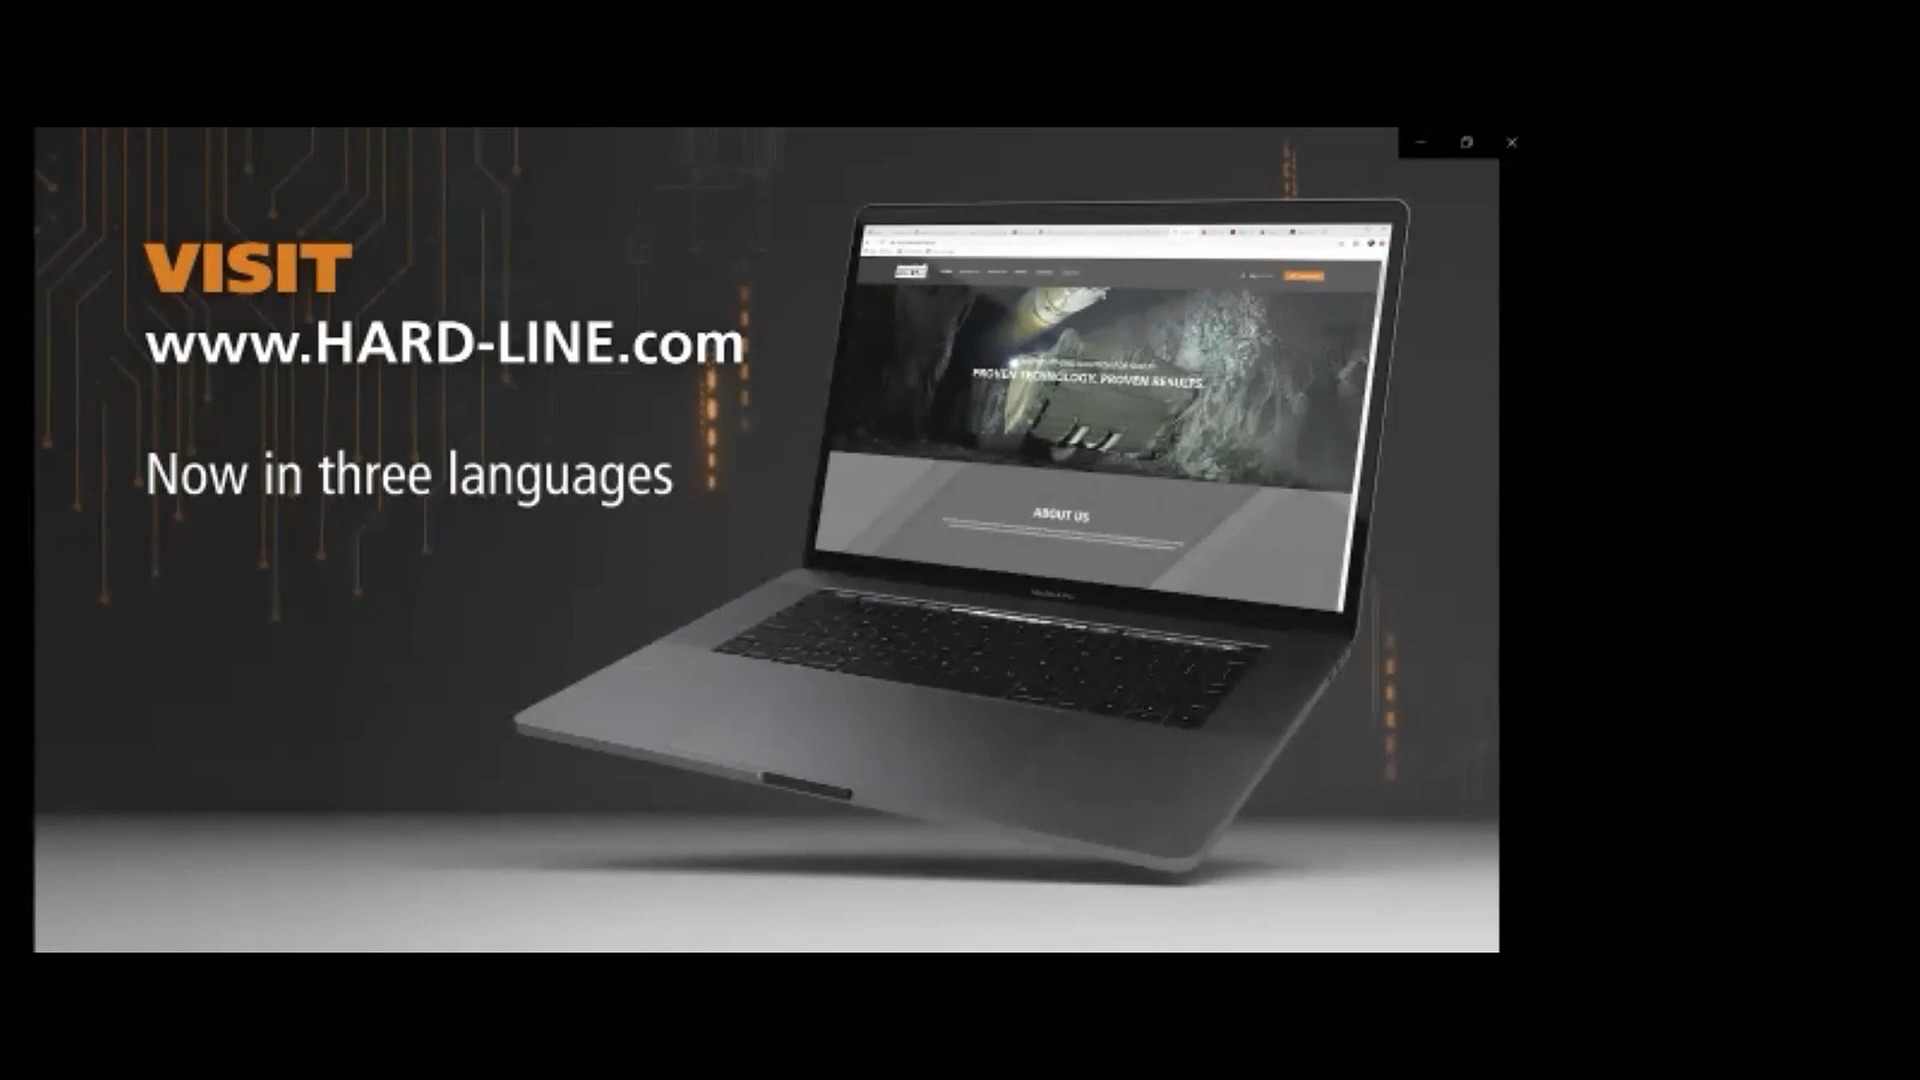 VISIT
www.HARD-LINE.com
Now in three languages
PROVEN TECHNOLOGY. PROVEN RESULTS.
ABOUT US